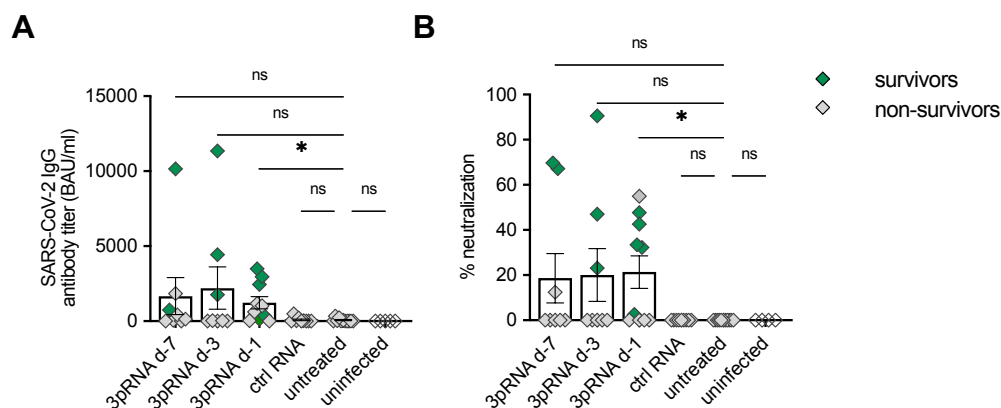 A
SARS-CoV-2 IgG
antibody titer (BAU/ml)
15000
10000
5000
0
ns
ns
*
ns
ns
3pRNA d-7
3pRNA d-3
3pRNA d-1
ctrl RNA
untreated
uninfected
B
% neutralization
100
80
60
40
20
0
ns
ns
*
ns
ns
3pRNA d-7
3pRNA d-3
3pRNA d-1
ctrl RNA
untreated
uninfected
survivors
non-survivors